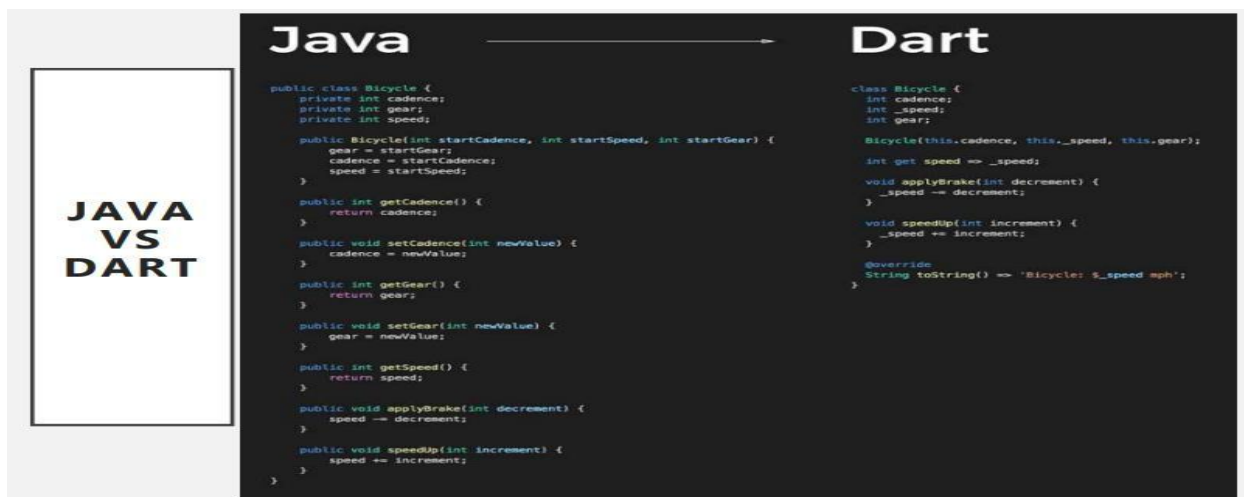 JAVA
VS
DART
Java
public class Bicycle {
    private int cadence;
    private int gear;
    private int speed;

    public Bicycle(int startCadence, int startSpeed, int startGear) {
        gear = startGear;
        cadence = startCadence;
        speed = startSpeed;
    }

    public int getCadence() {
        return cadence;
    }

    public void setCadence(int newValue) {
        cadence = newValue;
    }

    public int getGear() {
        return gear;
    }

    public void setGear(int newValue) {
        gear = newValue;
    }

    public int getSpeed() {
        return speed;
    }

    public void applyBrake(int decrement) {
        speed -= decrement;
    }

    public void speedUp(int increment) {
        speed += increment;
    }
}
Dart
class Bicycle {
  int cadence;
  int _speed;
  int gear;

  Bicycle(this.cadence, this._speed, this.gear);

  int get speed => _speed;

  void applyBrake(int decrement) {
    _speed -= decrement;
  }

  void speedUp(int increment) {
    _speed += increment;
  }

  @override
  String toString() => 'Bicycle: $_speed mph';
}